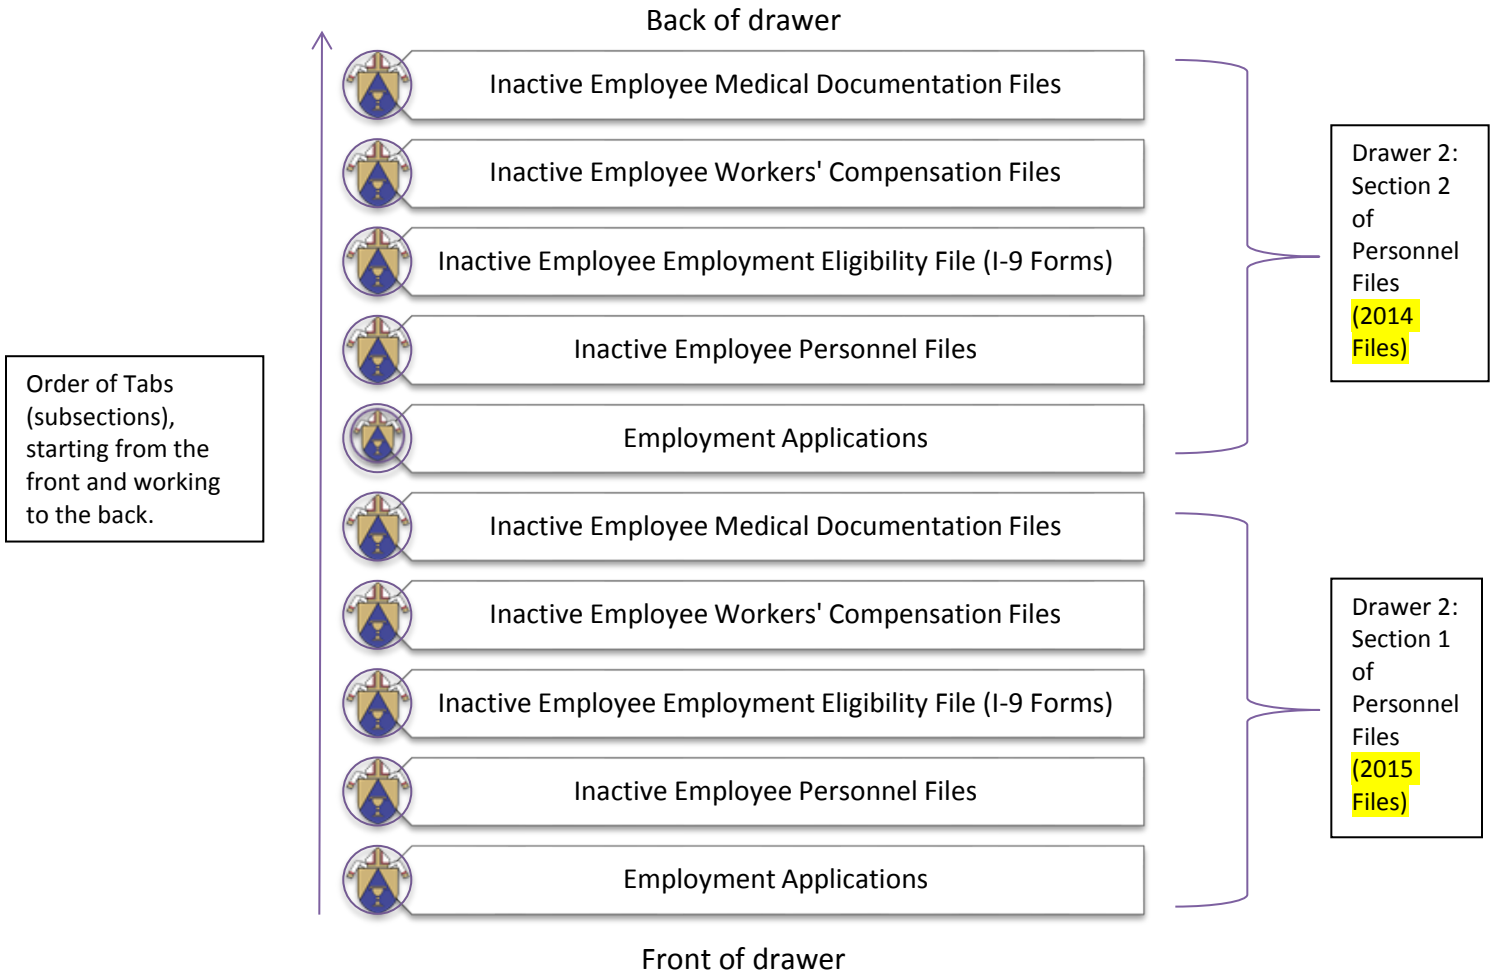 Back of drawer
Inactive Employee Medical Documentation Files
Inactive Employee Workers' Compensation Files
Inactive Employee Employment Eligibility File (I-9 Forms)
Inactive Employee Personnel Files
Employment Applications
Inactive Employee Medical Documentation Files
Inactive Employee Workers' Compensation Files
Inactive Employee Employment Eligibility File (I-9 Forms)
Inactive Employee Personnel Files
Employment Applications
Front of drawer
Order of Tabs
(subsections),
starting from the
front and working
to the back.
Drawer 2:
Section 2
of
Personnel
Files
(2014
Files)
Drawer 2:
Section 1
of
Personnel
Files
(2015
Files)